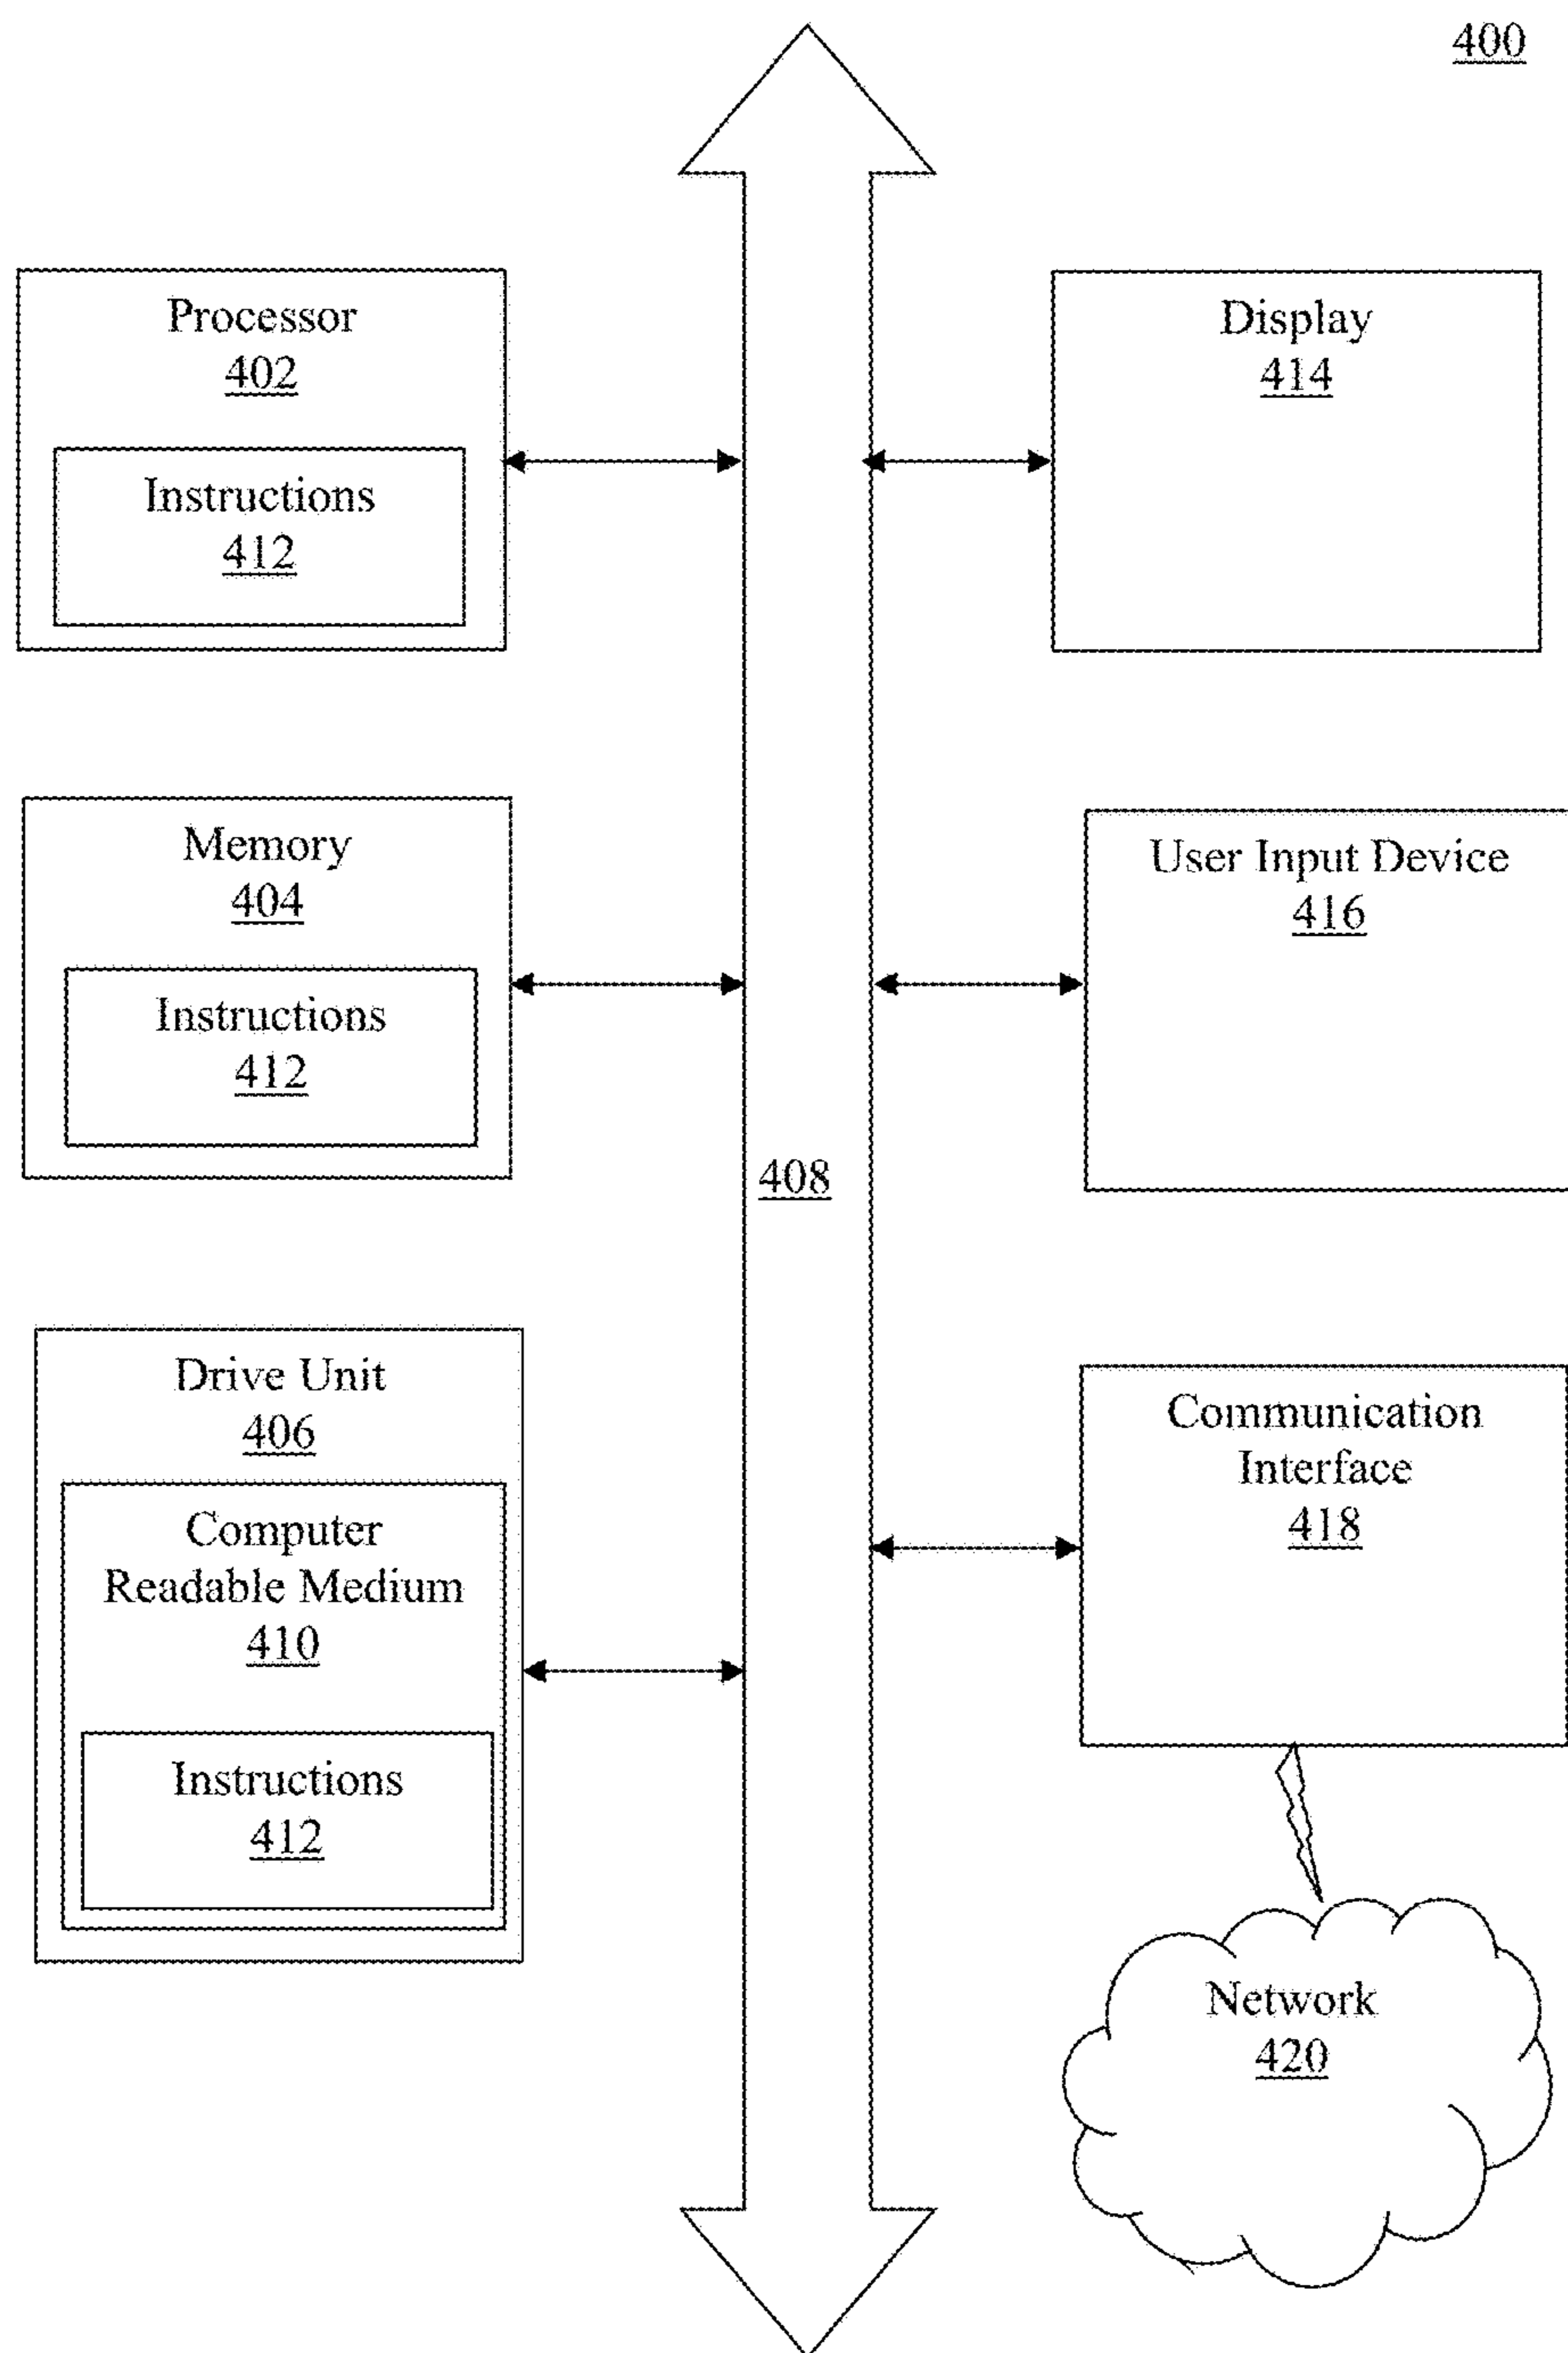 400
Processor
402
Instructions
412
Display
414
Memory
404
Instructions
412
User Input Device
416
408
Drive Unit
406
Computer
Readable Medium
410
Instructions
412
Communication
Interface
418
Network
420